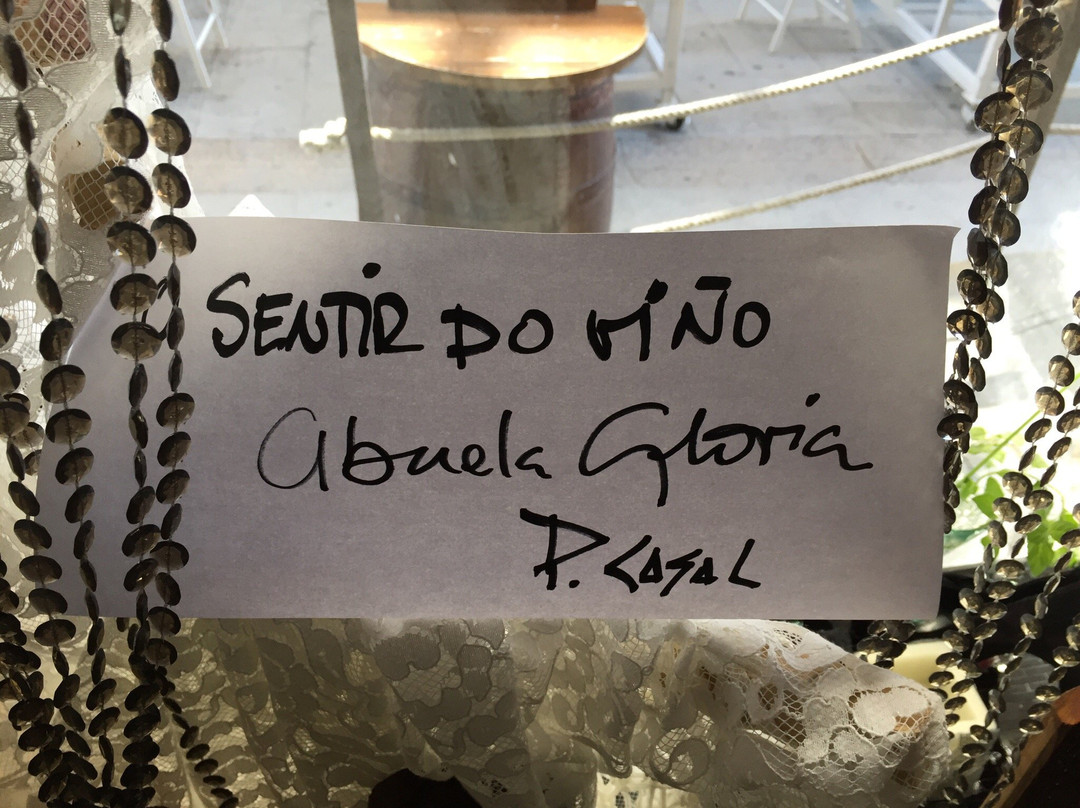 SENTIR DO VIÑO
Abuela Gloria
P. CASAL